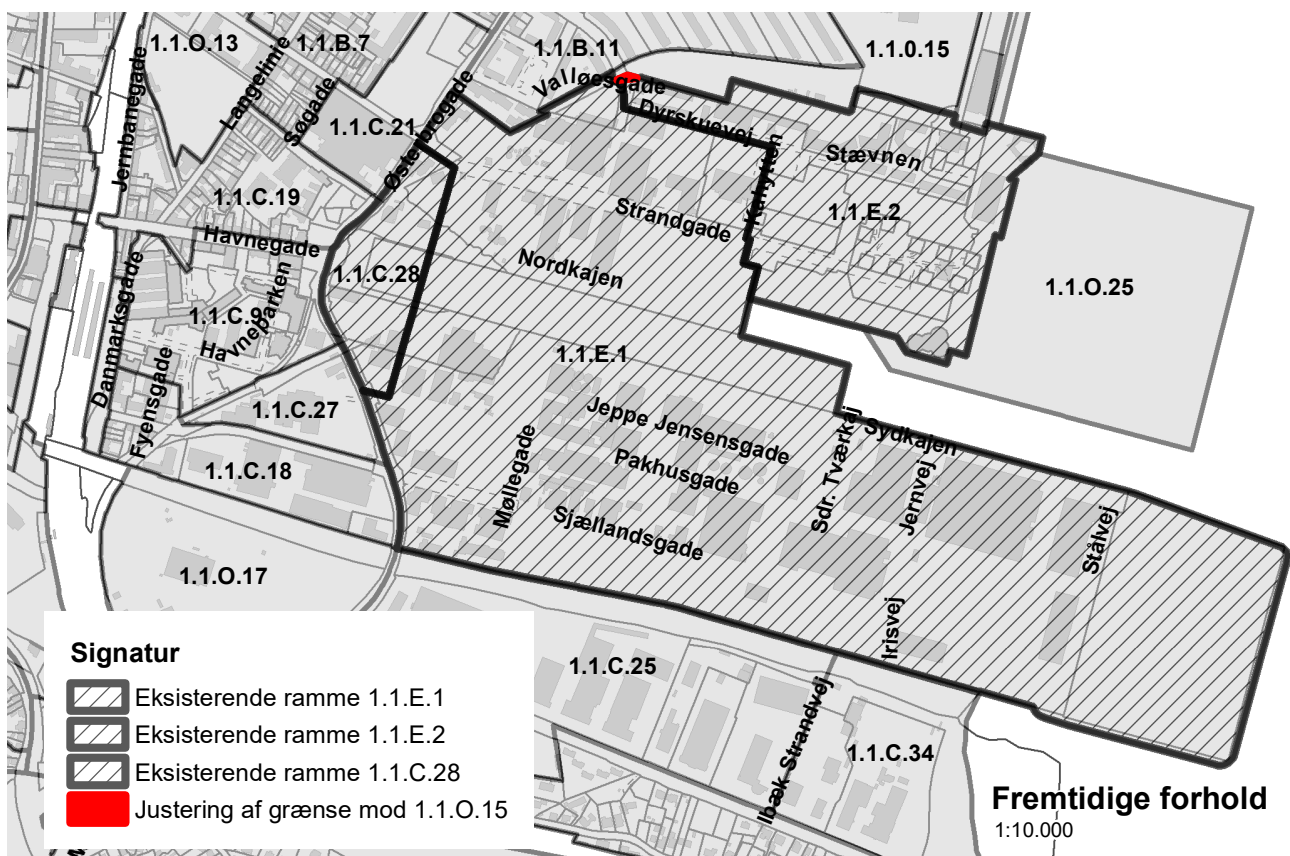 1.1.O.13
1.1.B.7
1.1.B.11
1.1.0.15
Jernbanegade
Langelinie
Søgade
1.1.C.21
Østerbrogade
Valløesgade
Dyrskuevej
Kahytten
Stævnen
1.1.E.2
1.1.C.19
Havnegade
Strandgade
Nordkajen
1.1.C.28
1.1.O.25
Danmarksgade
1.1.C.9
Havneparken
1.1.E.1
Fyensgade
1.1.C.27
Jeppe Jensensgade
Sydkajen
1.1.C.18
Møllegade
Pakhusgade
Sdr. Tværkaj
Jernvej
Sjællandsgade
Stålvej
1.1.O.17
Irisvej
1.1.C.25
Ibæk Strandvej
1.1.C.34
Signatur
Eksisterende ramme 1.1.E.1
Eksisterende ramme 1.1.E.2
Eksisterende ramme 1.1.C.28
Justering af grænse mod 1.1.O.15
Fremtidige forhold
1:10.000